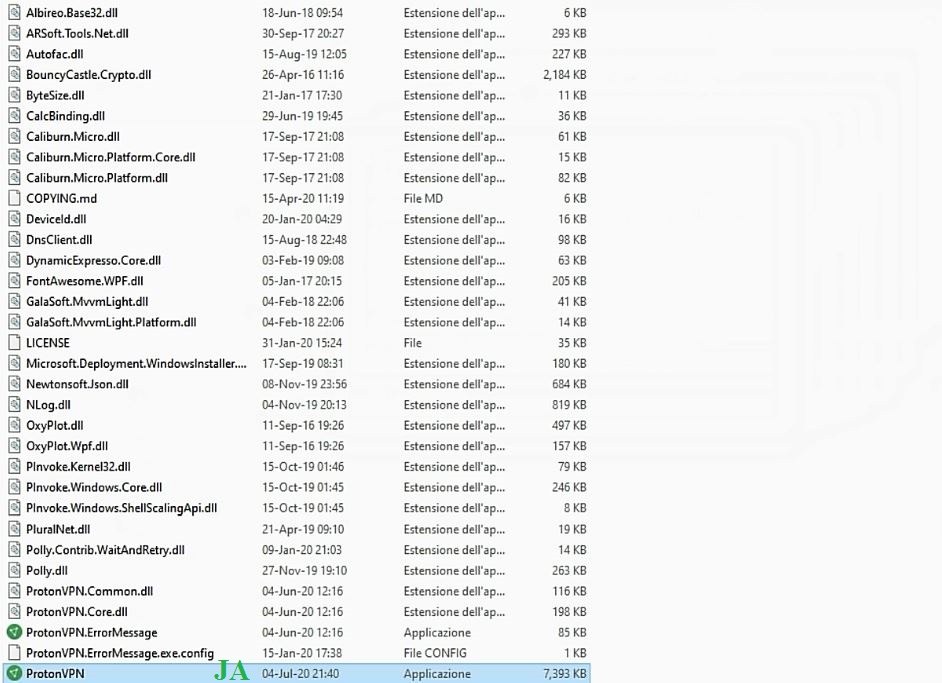 Albireo.Base32.dll 18-Jun-18 09:54 Estensione dell'ap... 6 KB
ARSoft.Tools.Net.dll 30-Sep-17 20:27 Estensione dell'ap... 293 KB
Autofac.dll 15-Aug-19 12:05 Estensione dell'ap... 227 KB
BouncyCastle.Crypto.dll 26-Apr-16 11:16 Estensione dell'ap... 2,184 KB
ByteSize.dll 21-Jan-17 17:30 Estensione dell'ap... 11 KB
CalcBinding.dll 29-Jun-19 19:45 Estensione dell'ap... 36 KB
Caliburn.Micro.dll 17-Sep-17 21:08 Estensione dell'ap... 61 KB
Caliburn.Micro.Platform.Core.dll 17-Sep-17 21:08 Estensione dell'ap... 15 KB
Caliburn.Micro.Platform.dll 17-Sep-17 21:08 Estensione dell'ap... 82 KB
COPYING.md 15-Apr-20 11:19 File MD 6 KB
DeviceId.dll 20-Jan-20 04:29 Estensione dell'ap... 16 KB
DnsClient.dll 15-Aug-18 22:48 Estensione dell'ap... 98 KB
DynamicExpresso.Core.dll 03-Feb-19 09:08 Estensione dell'ap... 63 KB
FontAwesome.WPF.dll 05-Jan-17 20:15 Estensione dell'ap... 205 KB
GalaSoft.MvvmLight.dll 04-Feb-18 22:06 Estensione dell'ap... 41 KB
GalaSoft.MvvmLight.Platform.dll 04-Feb-18 22:06 Estensione dell'ap... 14 KB
LICENSE 31-Jan-20 15:24 File 35 KB
Microsoft.Deployment.WindowsInstaller.... 17-Sep-19 08:31 Estensione dell'ap... 180 KB
Newtonsoft.Json.dll 08-Nov-19 23:56 Estensione dell'ap... 684 KB
NLog.dll 04-Nov-19 20:13 Estensione dell'ap... 819 KB
OxyPlot.dll 11-Sep-16 19:26 Estensione dell'ap... 497 KB
OxyPlot.Wpf.dll 11-Sep-16 19:26 Estensione dell'ap... 157 KB
PInvoke.Kernel32.dll 15-Oct-19 01:46 Estensione dell'ap... 79 KB
PInvoke.Windows.Core.dll 15-Oct-19 01:45 Estensione dell'ap... 246 KB
PInvoke.Windows.ShellScalingApi.dll 15-Oct-19 01:45 Estensione dell'ap... 8 KB
PluralNet.dll 21-Apr-19 09:10 Estensione dell'ap... 19 KB
Polly.Contrib.WaitAndRetry.dll 09-Jan-20 21:03 Estensione dell'ap... 14 KB
Polly.dll 27-Nov-19 19:10 Estensione dell'ap... 263 KB
ProtonVPN.Common.dll 04-Jun-20 12:16 Estensione dell'ap... 116 KB
ProtonVPN.Core.dll 04-Jun-20 12:16 Estensione dell'ap... 198 KB
ProtonVPN.ErrorMessage 04-Jun-20 12:16 Applicazione 85 KB
ProtonVPN.ErrorMessage.exe.config 15-Jan-20 17:38 File CONFIG 1 KB
ProtonVPN JA 04-Jul-20 21:40 Applicazione 7,393 KB